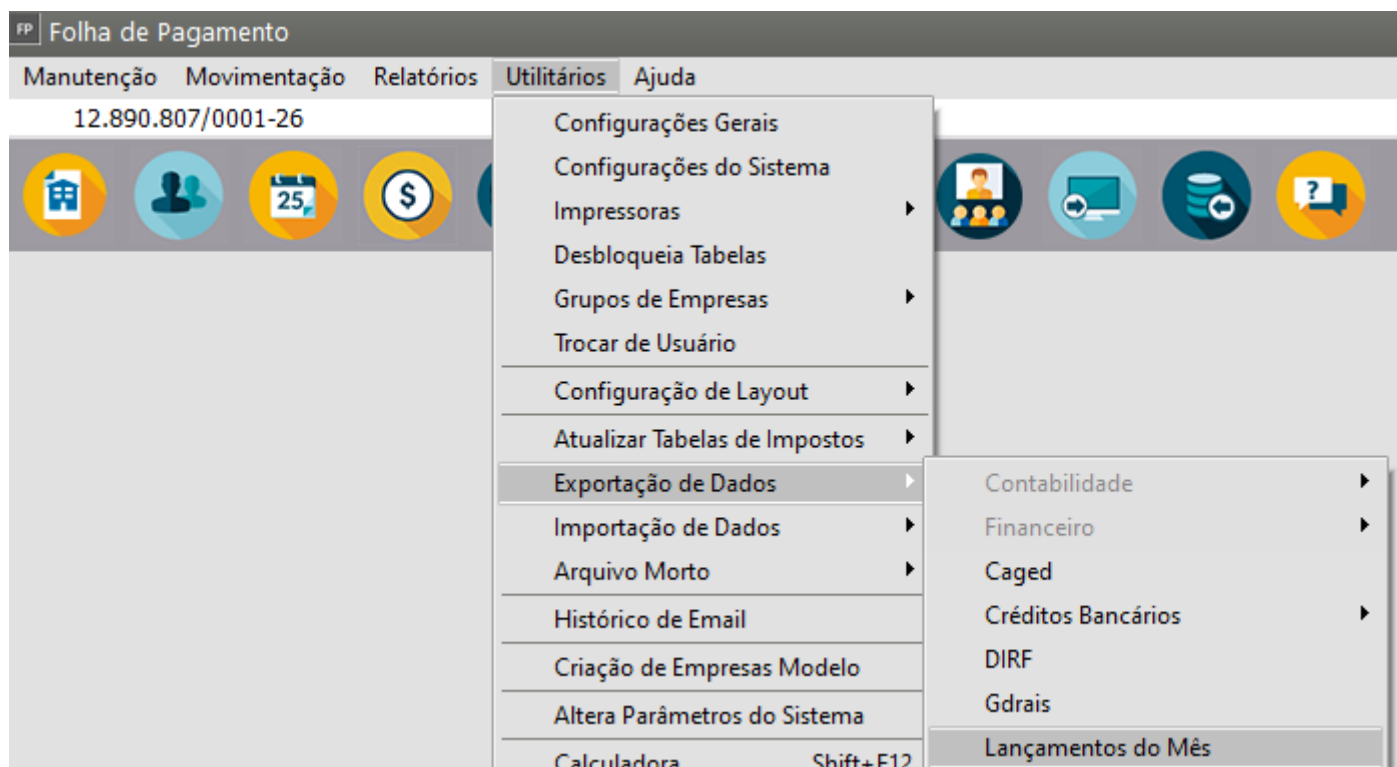 FP Folha de Pagamento
Manutenção Movimentação Relatórios Utilitários Ajuda
12.890.807/0001-26
25
$
?
Configurações Gerais
Configurações do Sistema
Impressoras
Desbloqueia Tabelas
Grupos de Empresas
Trocar de Usuário
Configuração de Layout
Atualizar Tabelas de Impostos
Exportação de Dados
Importação de Dados
Arquivo Morto
Histórico de Email
Criação de Empresas Modelo
Altera Parâmetros do Sistema
Calculadora Shift+F12
Contabilidade
Financeiro
Caged
Créditos Bancários
DIRF
Gdrais
Lançamentos do Mês